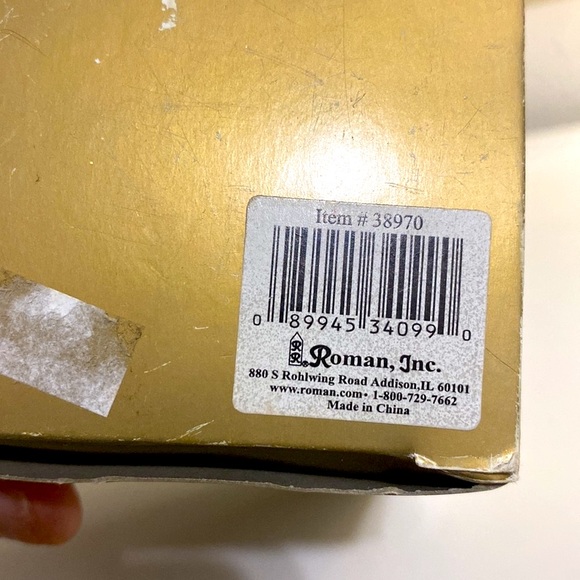 Item # 38970
0 89945 34099 0
R R ® Roman, Inc.
880 S Rohlwing Road Addison,IL 60101
www.roman.com• 1-800-729-7662
Made in China